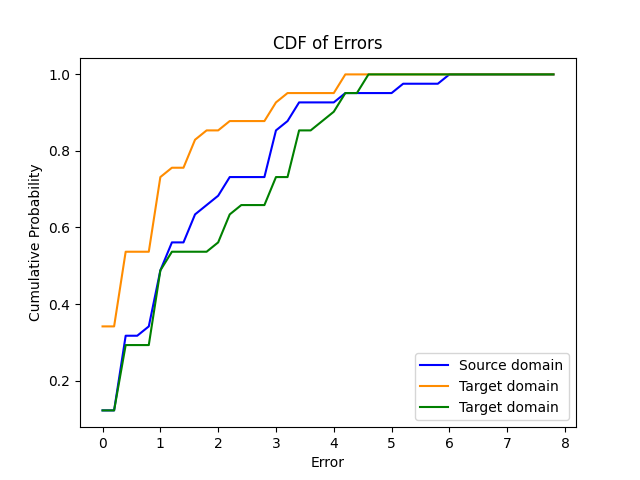 CDF of Errors
1.0
0.8
0.6
0.4
0.2
Cumulative Probability
Source domain
Target domain
Target domain
0 1 2 3 4 5 6 7 8
Error